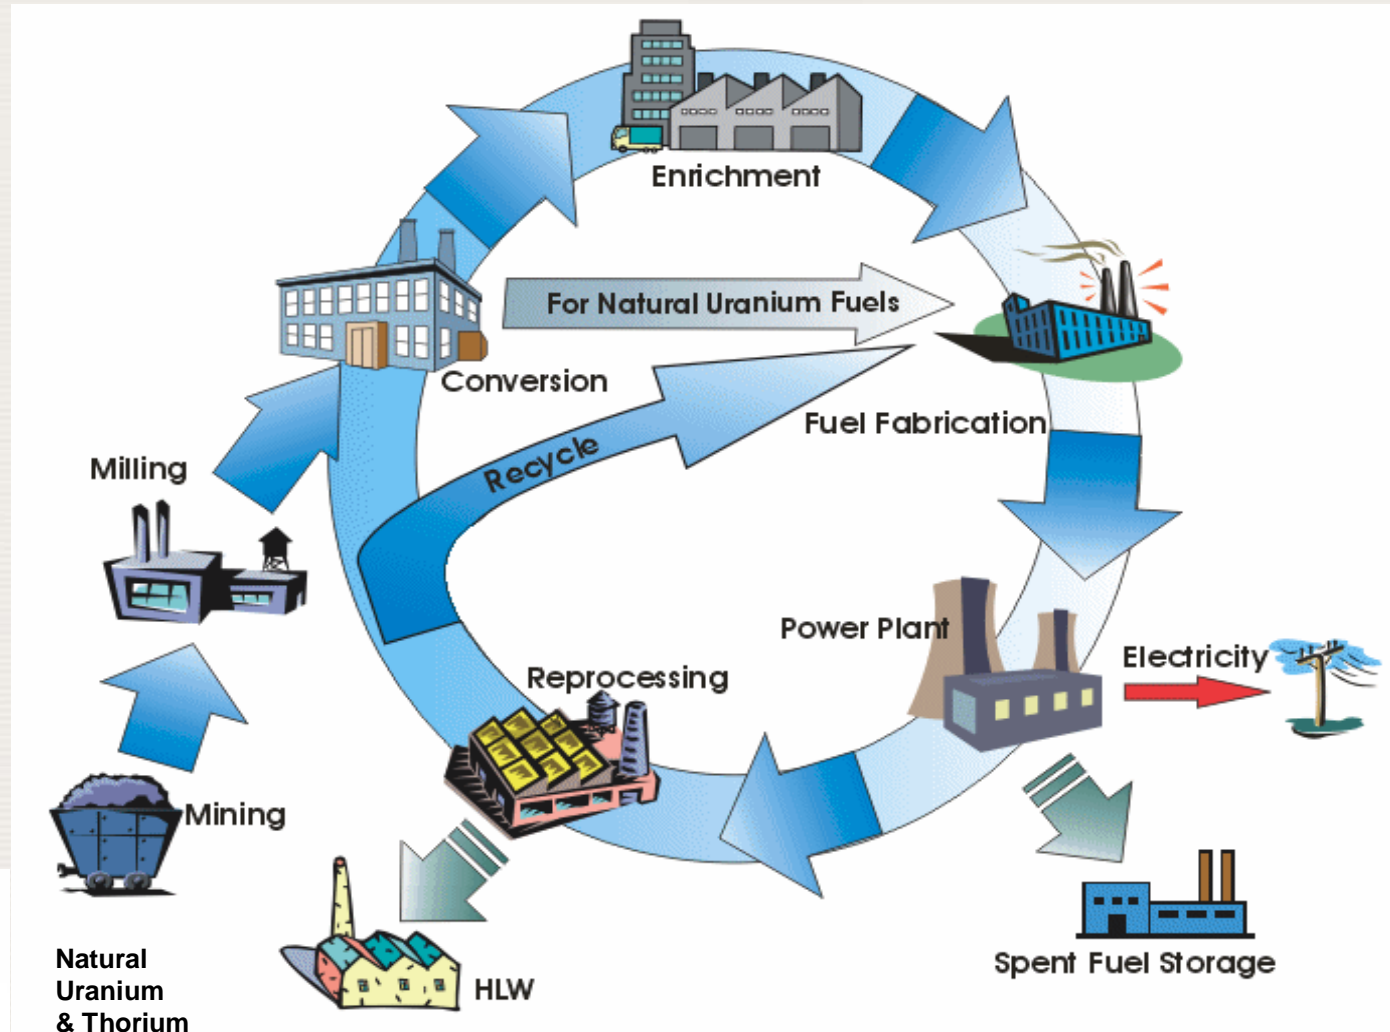 Enrichment
For Natural Uranium Fuels
Conversion
Fuel Fabrication
Recycle
Milling
Power Plant
Electricity
Reprocessing
Mining
Natural
Uranium
& Thorium
HLW
Spent Fuel Storage